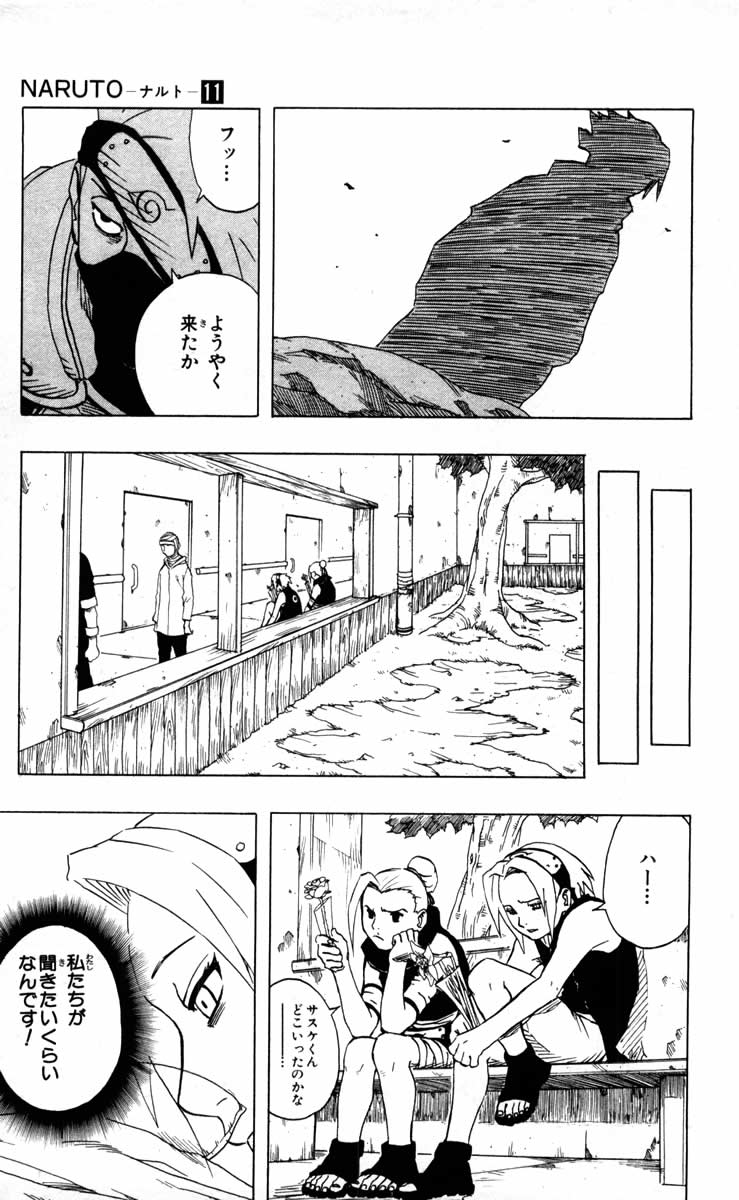 NARUTO—ナルト—11
フッ…
ようやく
来たか
ハー…
サスケくん
どこいったのかな
……
私たちが
聞きたいくらい
なんです！